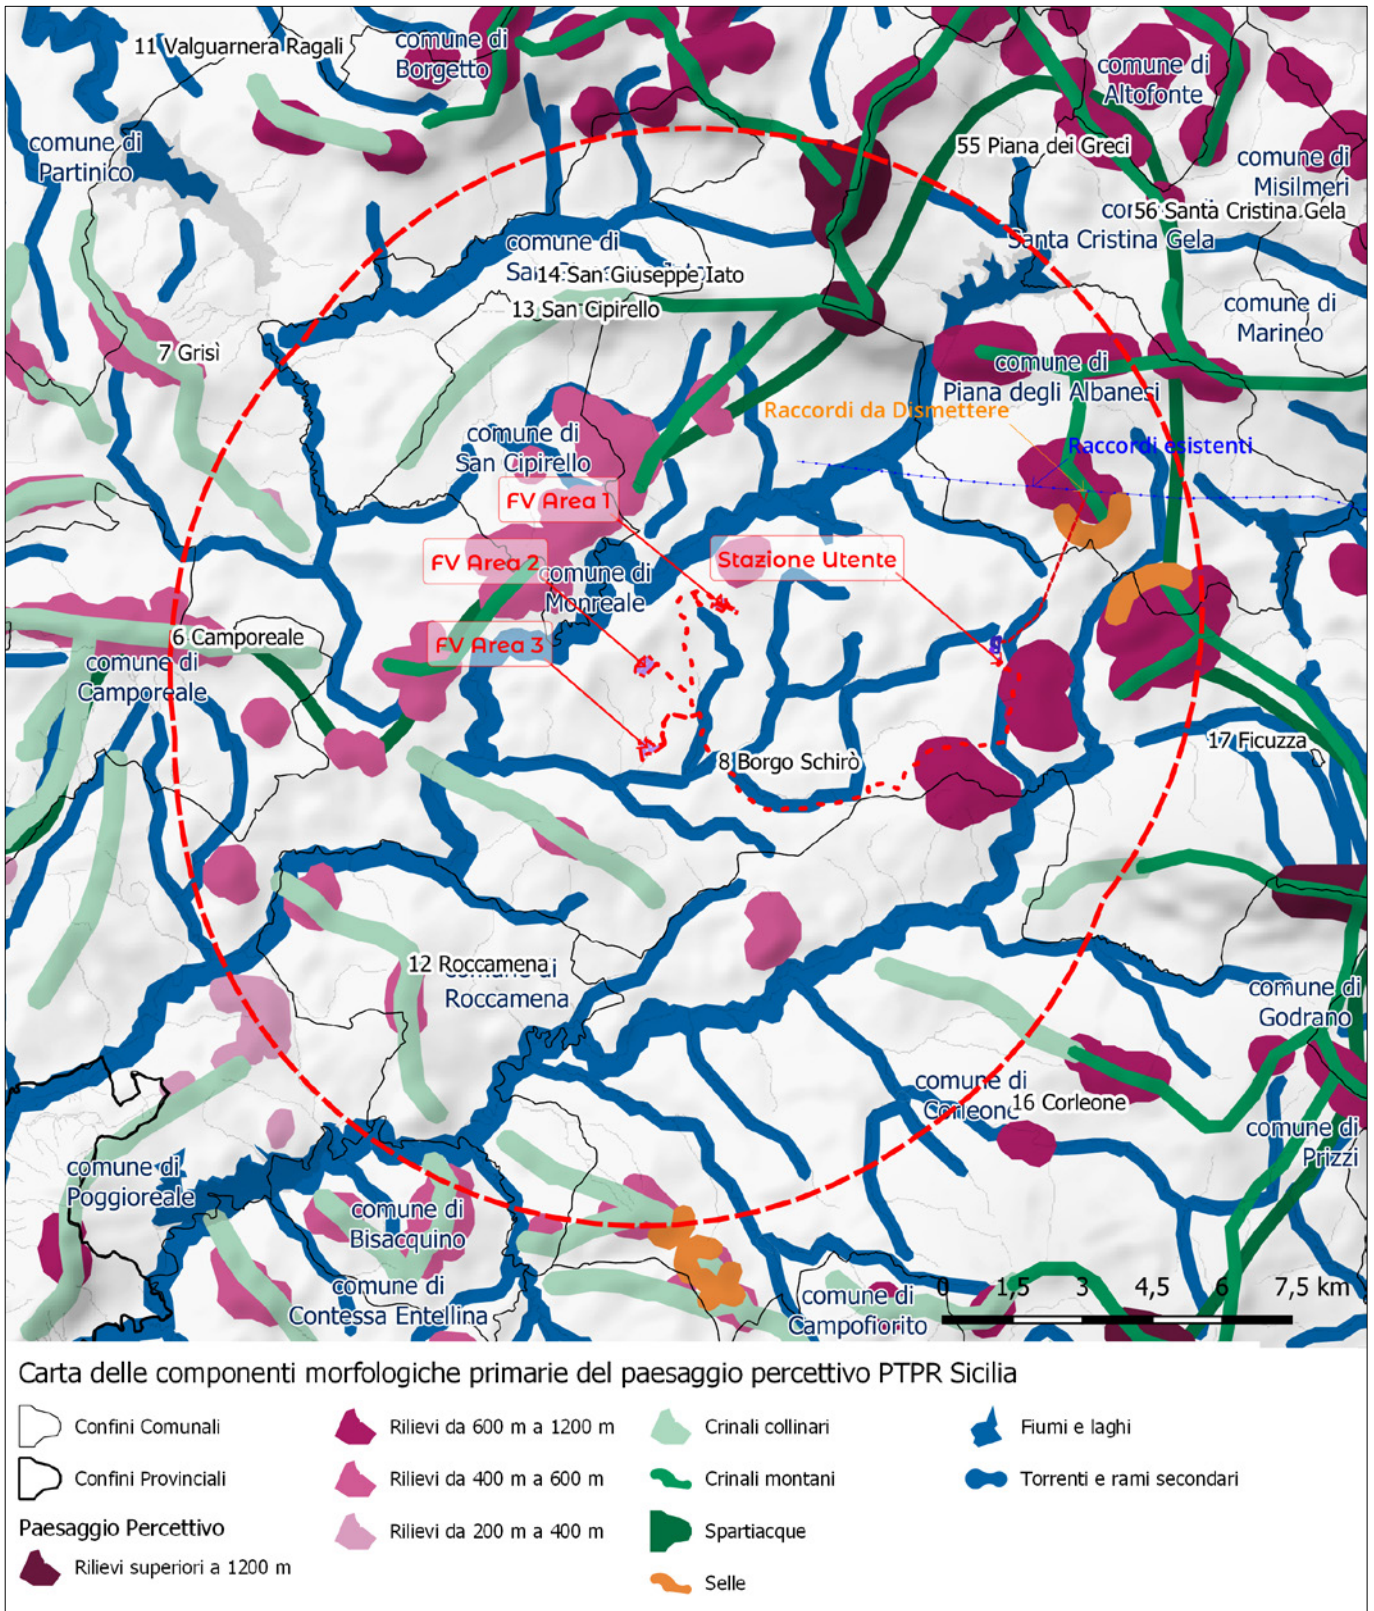 11 Valguarnera Ragali
comune di
Borgetto
comune di
Altofonte
comune di
Partinico
55 Piana dei Greci
comune di
Misilmeri
56 Santa Cristina Gela
Santa Cristina Gela
comune di
14 San Giuseppe Iato
13 San Cipirello
comune di
Marineo
7 Grisì
comune di
Piana degli Albanesi
Raccordi da Dismettere
Raccordi esistenti
comune di
San Cipirello
FV Area 1
FV Area 2
Stazione Utente
comune di
Monreale
FV Area 3
6 Camporeale
comune di
Camporeale
17 Ficuzza
8 Borgo Schirò
12 Roccamena
comune di
Roccamena
comune di
Godrano
comune di
Corleone
16 Corleone
comune di
Prizzi
comune di
Poggioreale
comune di
Bisacquino
comune di
Contessa Entellina
comune di
Campofiorito
0 1,5 3 4,5 6 7,5 km
Carta delle componenti morfologiche primarie del paesaggio percettivo PTPR Sicilia
Confini Comunali
Confini Provinciali
Paesaggio Percettivo
Rilievi superiori a 1200 m
Rilievi da 600 m a 1200 m
Rilievi da 400 m a 600 m
Rilievi da 200 m a 400 m
Crinali collinari
Crinali montani
Spartiacque
Selle
Fiumi e laghi
Torrenti e rami secondari